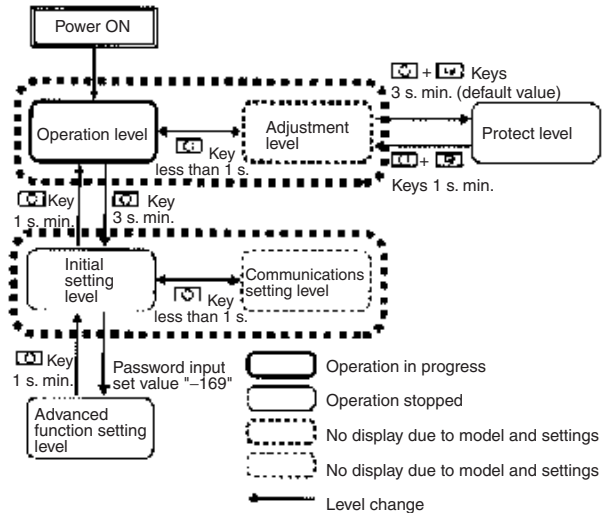 Power ON
+ Keys
3 s. min. (default value)
Operation level
Adjustment
level
Protect level
Key
less than 1 s.
+
Keys 1 s. min.
Key
1 s. min.
Key
3 s. min.
Initial
setting
level
Communications
setting level
Key
less than 1 s.
Key
1 s. min.
Password input
set value "–169"
Advanced
function setting
level
Operation in progress
Operation stopped
No display due to model and settings
No display due to model and settings
Level change